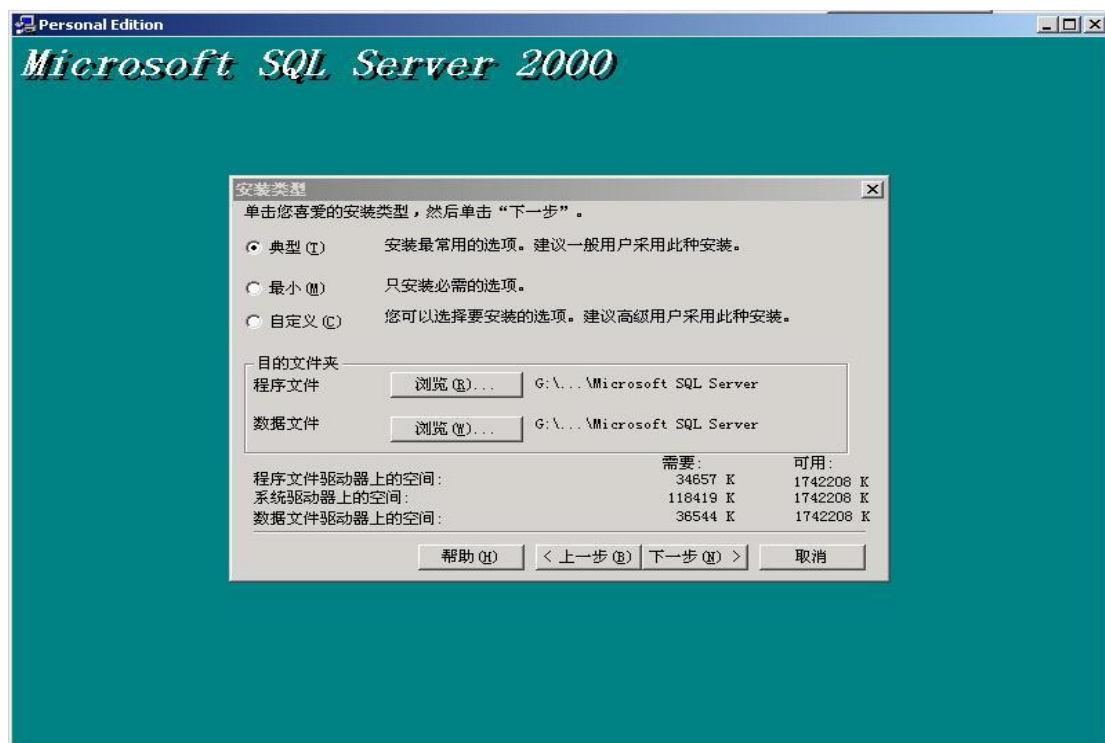 Personal Edition
Microsoft SQL Server 2000
安装类型
单击您喜爱的安装类型，然后单击“下一步”。
典型(T) 安装最常用的选项。建议一般用户采用此种安装。
最小(M) 只安装必需的选项。
自定义(C) 您可以选择要安装的选项。建议高级用户采用此种安装。
目的文件夹
程序文件 浏览(R)... G:\...\Microsoft SQL Server
数据文件 浏览(W)... G:\...\Microsoft SQL Server
需要: 可用:
程序文件驱动器上的空间: 34657 K 1742208 K
系统驱动器上的空间: 118419 K 1742208 K
数据文件驱动器上的空间: 36544 K 1742208 K
帮助(H) < 上一步(B) 下一步(N) > 取消